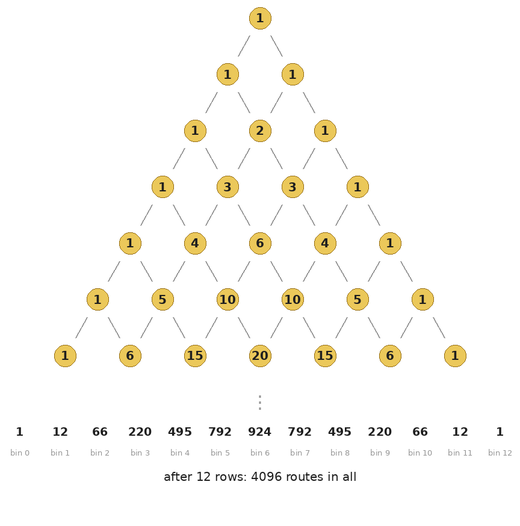 1
1 1
1 2 1
1 3 3 1
1 4 6 4 1
1 5 10 10 5 1
1 6 15 20 15 6 1
⋮
1 12 66 220 495 792 924 792 495 220 66 12 1
bin 0 bin 1 bin 2 bin 3 bin 4 bin 5 bin 6 bin 7 bin 8 bin 9 bin 10 bin 11 bin 12
after 12 rows: 4096 routes in all